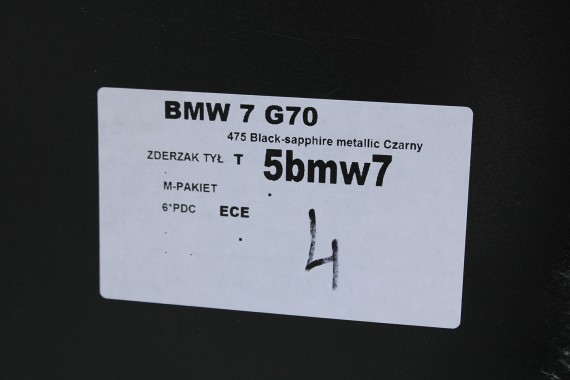 BMW 7 G70
475 Black-sapphire metallic Czarny
ZDERZAK TYŁ T 5bmw7
M-PAKIET
6*PDC ECE
4